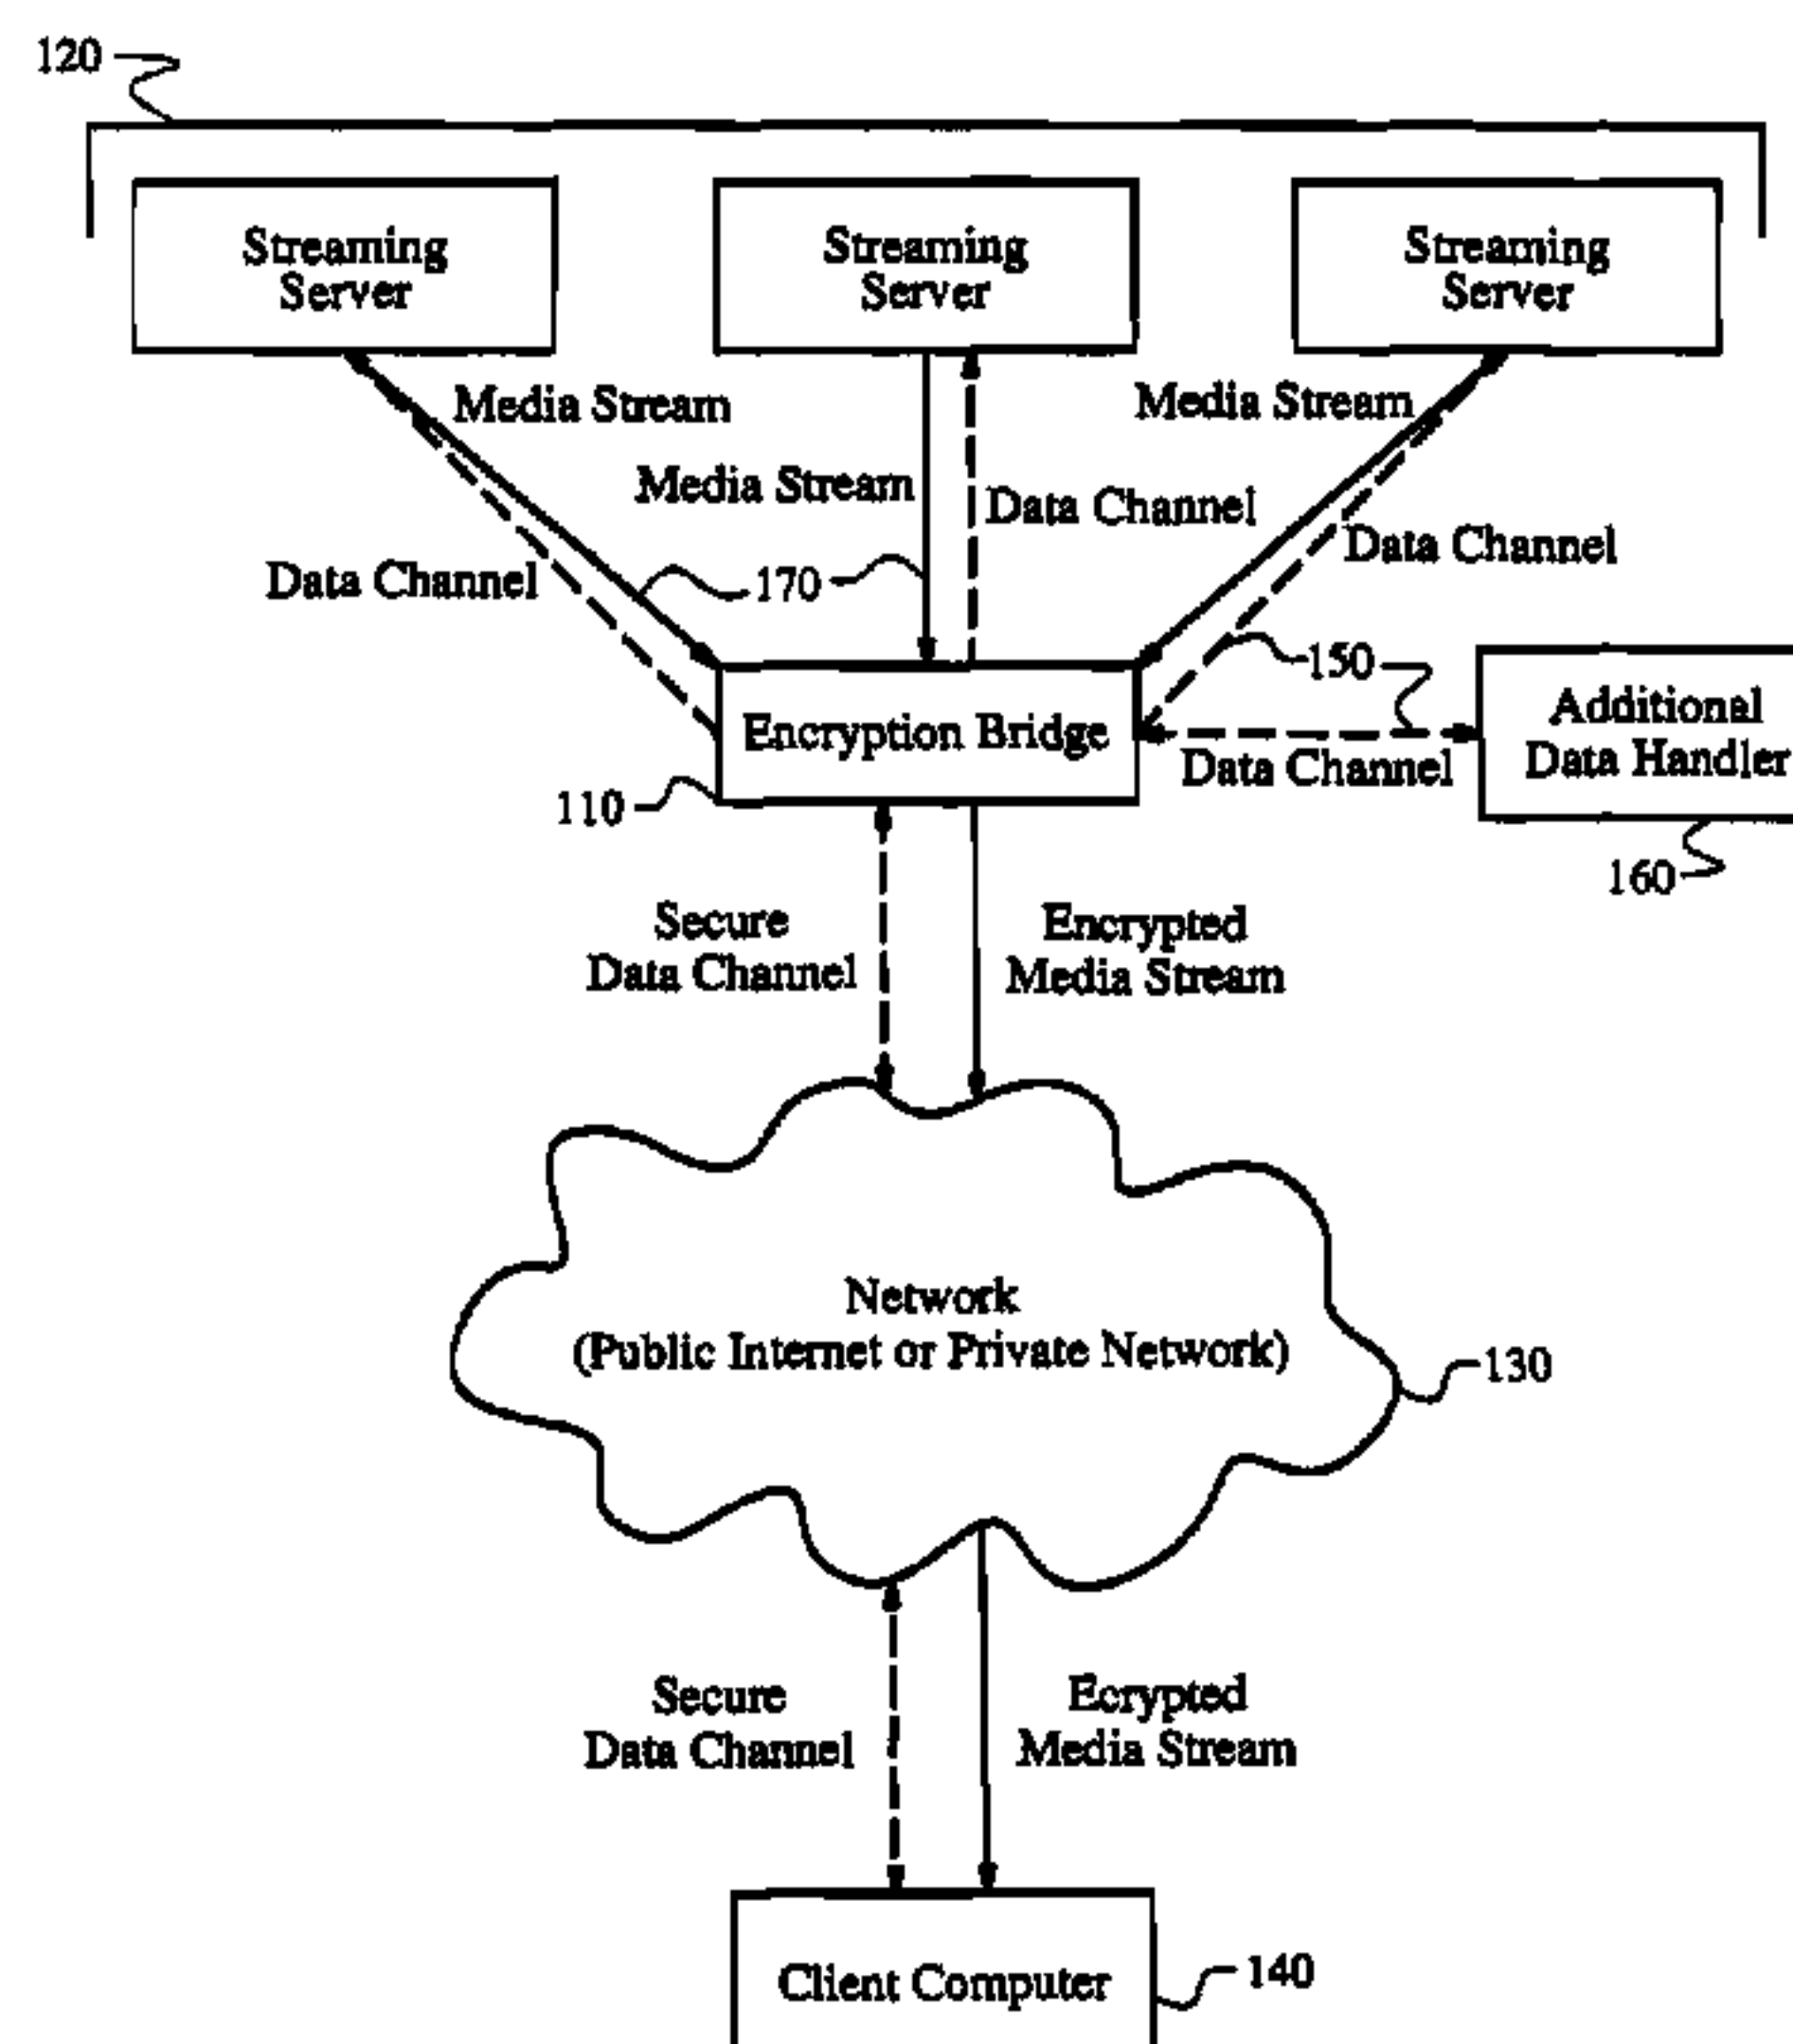 120
Streaming
Server
Streaming
Server
Streaming
Server
Media Stream
Media Stream
Media Stream
Data Channel
Data Channel
Data Channel
170
150
Encryption Bridge
Additional
Data Handler
Data Channel
110
160
Secure
Data Channel
Encrypted
Media Stream
Network
(Public Internet or Private Network)
130
Secure
Data Channel
Ecrypted
Media Stream
Client Computer
140